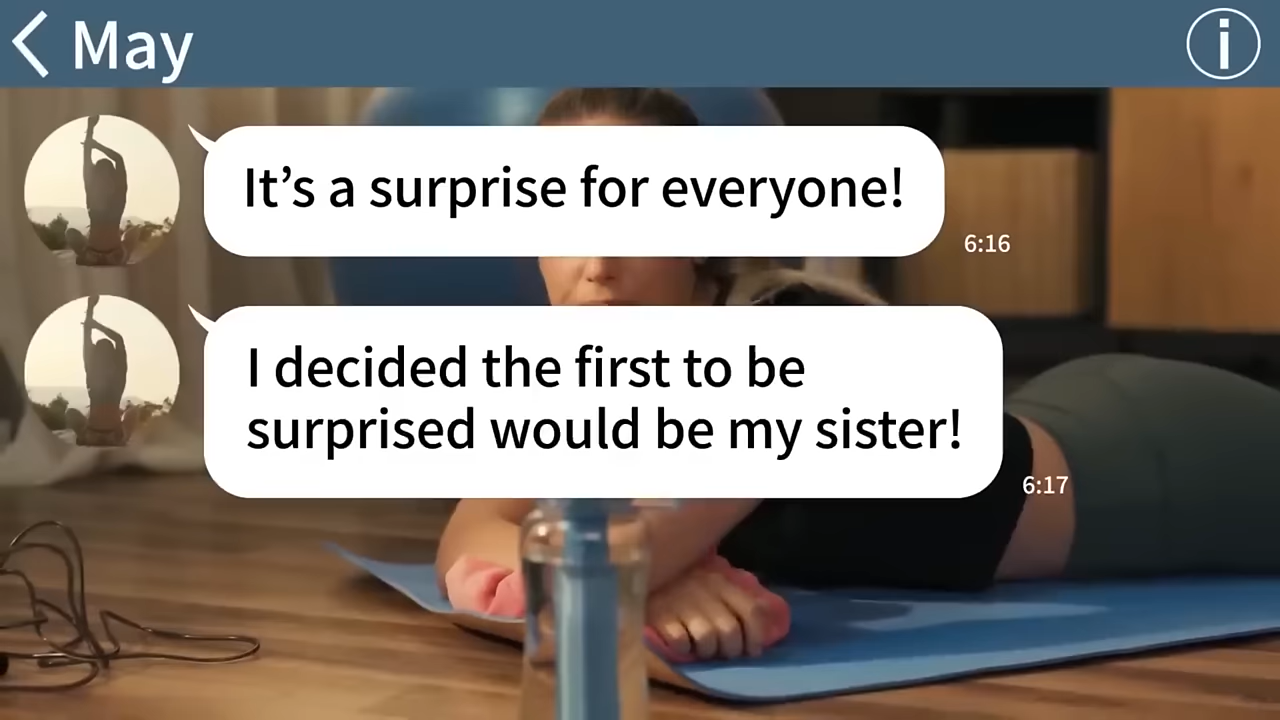 May
It’s a surprise for everyone!
6:16
I decided the first to be
surprised would be my sister!
6:17